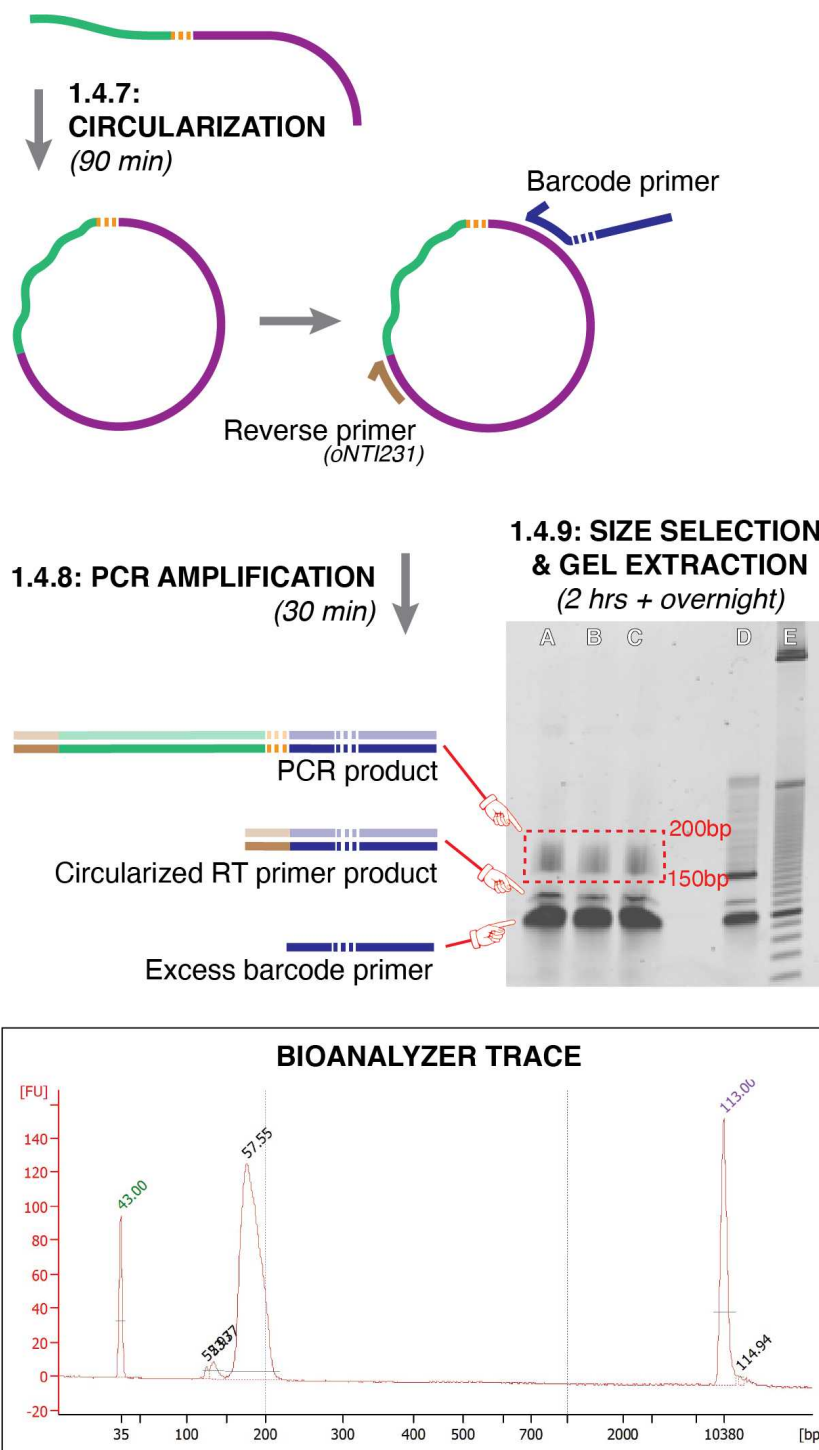 1.4.7:
CIRCULARIZATION
(90 min)
Barcode primer
Reverse primer
(oNTI231)
1.4.8: PCR AMPLIFICATION
(30 min)
1.4.9: SIZE SELECTION
& GEL EXTRACTION
(2 hrs + overnight)
A B C D E
PCR product
200bp
150bp
Circularized RT primer product
Excess barcode primer
BIOANALYZER TRACE
[FU]
43.00
57.55
113.00
114.94
140
120
100
80
60
40
20
0
-20
35 100 200 300 400 500 700 2000 10380 [bp